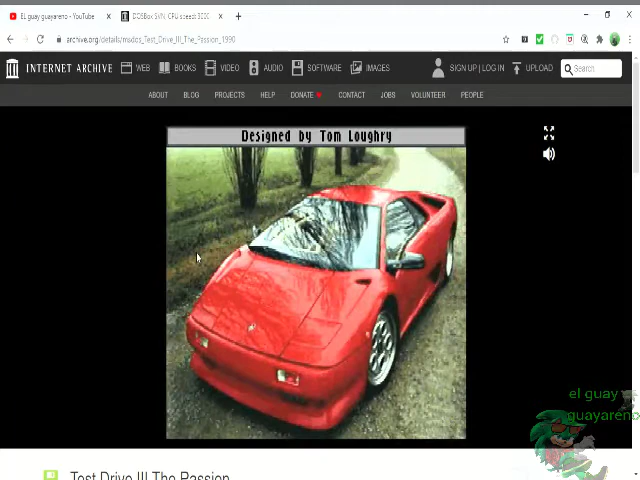 EL guay guayareno - YouTube
DOSBox SVN, CPU speed: 3020
archive.org/details/msdos_Test_Drive_III_The_Passion_1990
INTERNET ARCHIVE
WEB
BOOKS
VIDEO
AUDIO
SOFTWARE
IMAGES
SIGN UP | LOG IN
UPLOAD
Search
ABOUT
BLOG
PROJECTS
HELP
DONATE
CONTACT
JOBS
VOLUNTEER
PEOPLE
Designed by Tom Loughry
el guay
guayareno
Test Drive III The Passion